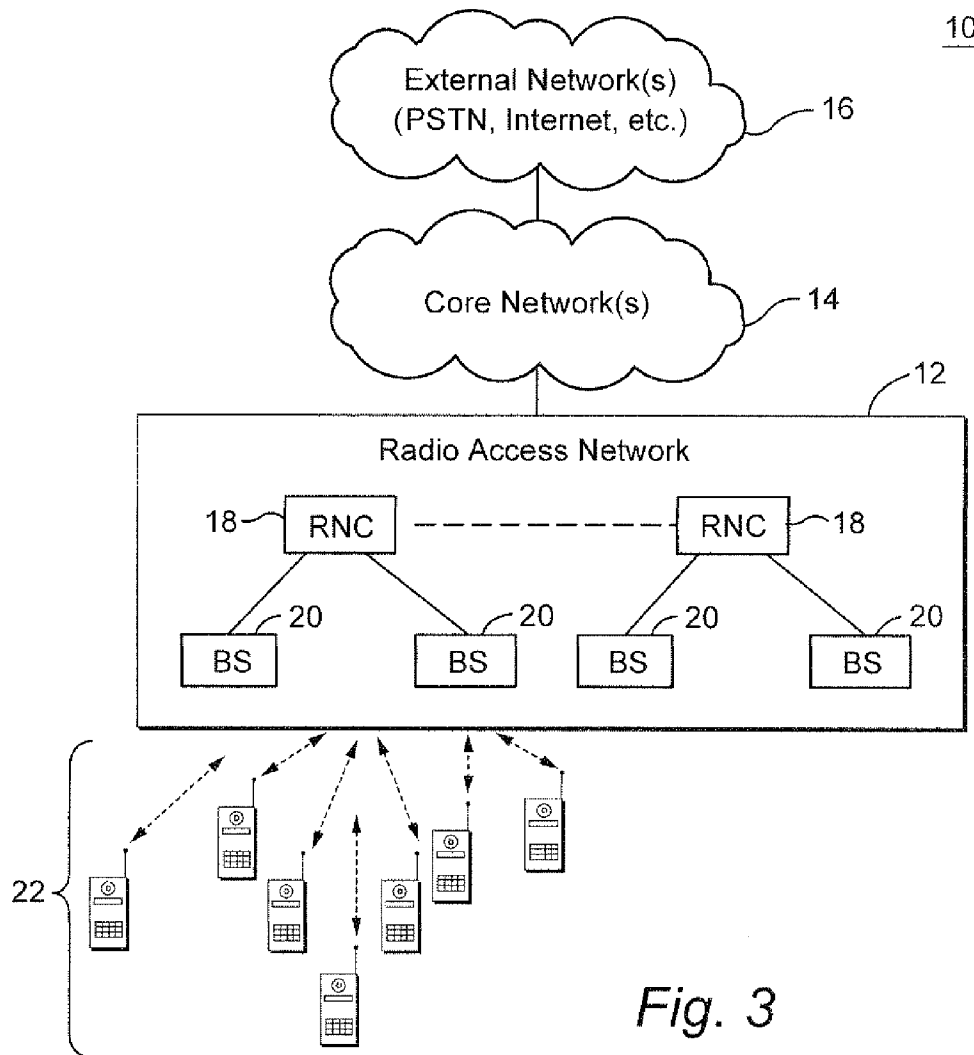 10
External Network(s)
(PSTN, Internet, etc.)
16
Core Network(s)
14
12
Radio Access Network
18
RNC
RNC
18
20
20
20
20
BS
BS
BS
BS
22
Fig. 3